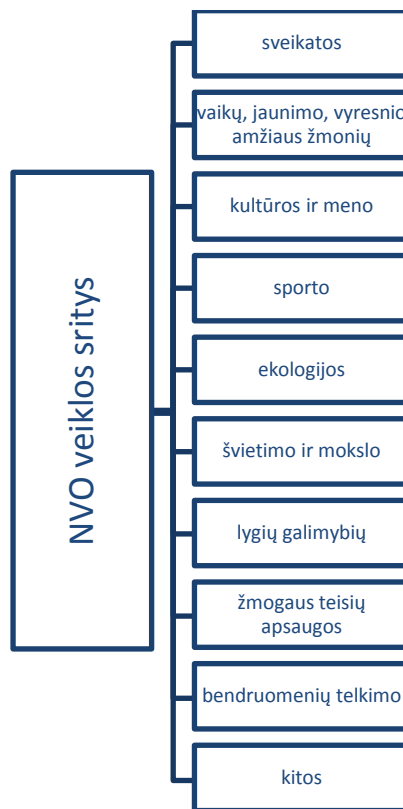 NVO veiklos sritys
sveikatos
vaikų, jaunimo, vyresnio
amžiaus žmonių
kultūros ir meno
sporto
ekologijos
švietimo ir mokslo
lygių galimybių
žmogaus teisių
apsaugos
bendruomenių telkimo
kitos